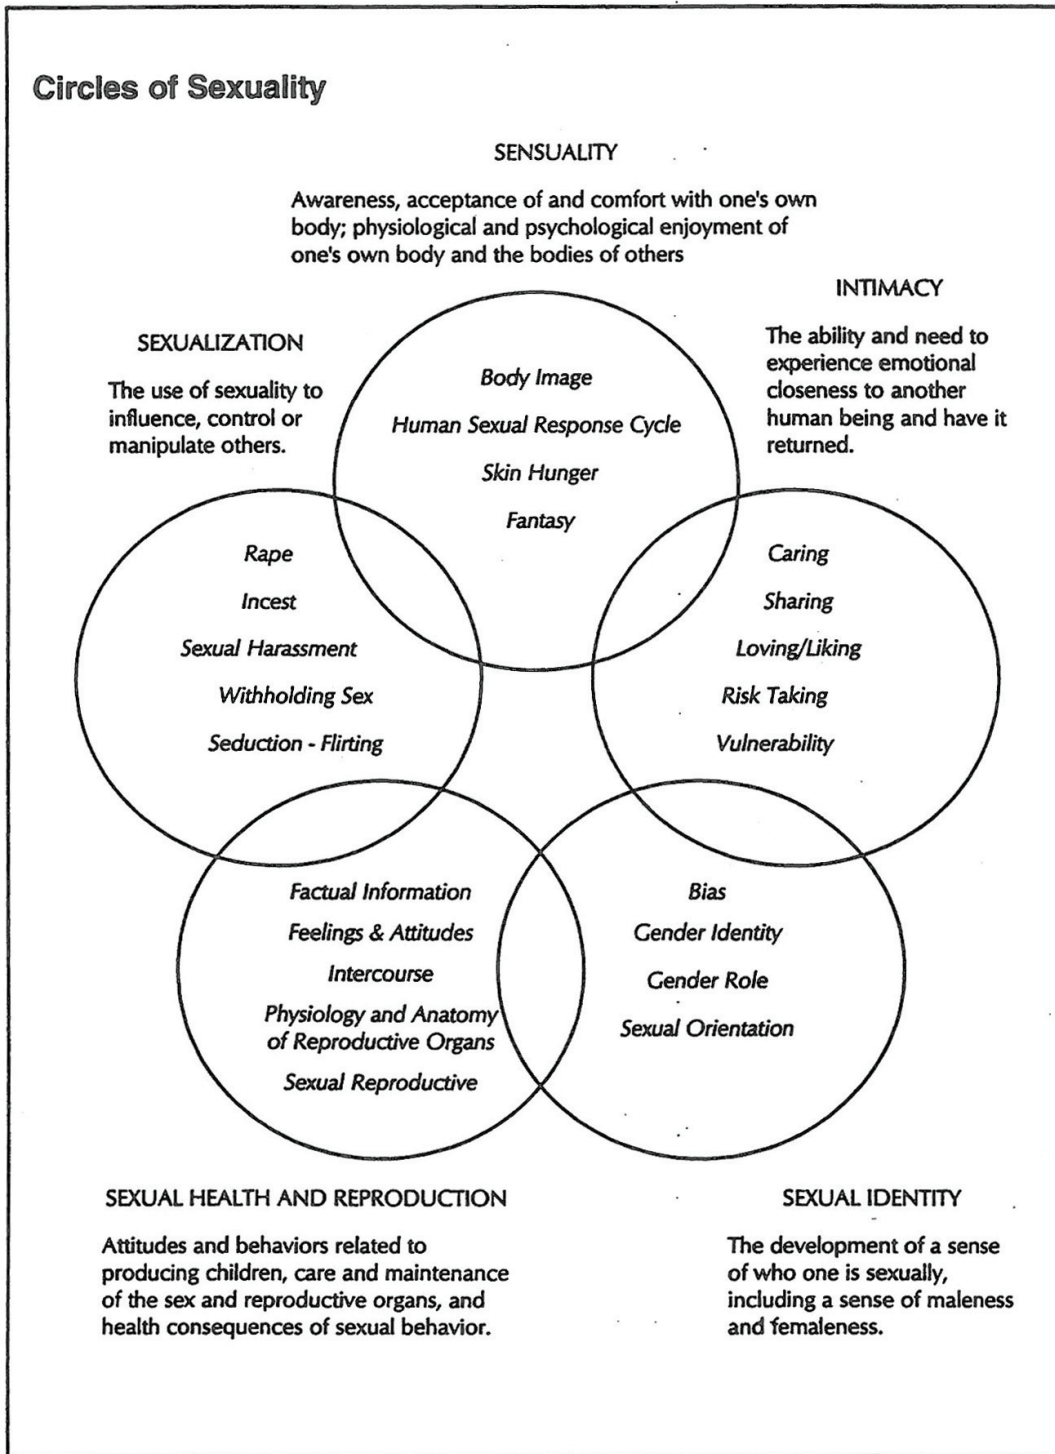 Circles of Sexuality
SENSUALITY
Awareness, acceptance of and comfort with one's own
body; physiological and psychological enjoyment of
one's own body and the bodies of others
INTIMACY
The ability and need to
experience emotional
closeness to another
human being and have it
returned.
SEXUALIZATION
The use of sexuality to
influence, control or
manipulate others.
Body Image
Human Sexual Response Cycle
Skin Hunger
Fantasy
Rape
Incest
Sexual Harassment
Withholding Sex
Seduction - Flirting
Caring
Sharing
Loving/Liking
Risk Taking
Vulnerability
Factual Information
Feelings & Attitudes
Intercourse
Physiology and Anatomy
of Reproductive Organs
Sexual Reproductive
Bias
Gender Identity
Gender Role
Sexual Orientation
SEXUAL HEALTH AND REPRODUCTION
Attitudes and behaviors related to
producing children, care and maintenance
of the sex and reproductive organs, and
health consequences of sexual behavior.
SEXUAL IDENTITY
The development of a sense
of who one is sexually,
including a sense of maleness
and femaleness.